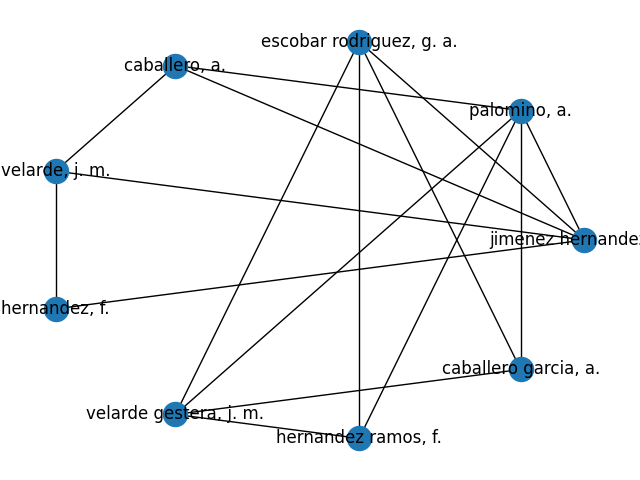 escobar rodriguez, g. a.
caballero, a.
palomino, a.
velarde, j. m.
jimenez hernandez
hernandez, f.
caballero garcia, a.
velarde gestera, j. m.
hernandez ramos, f.